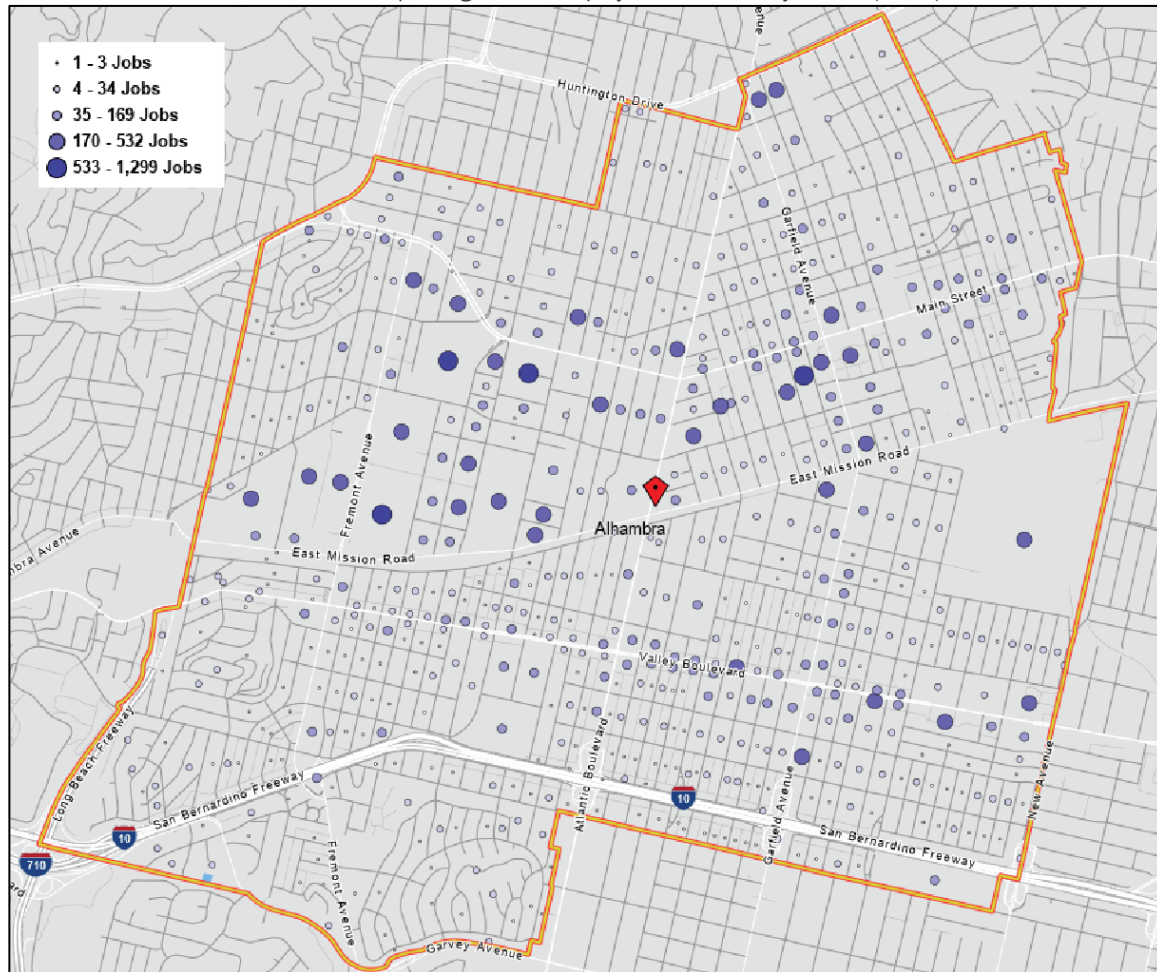 1 - 3 Jobs
4 - 34 Jobs
35 - 169 Jobs
170 - 532 Jobs
533 - 1,299 Jobs
Huntington Drive
Garfield Avenue
Main Street
Fremont Avenue
East Mission Road
Alhambra
East Mission Road
Valley Boulevard
Long Beach Freeway
San Bernardino Freeway
Atlantic Boulevard
10
Garfield Avenue
New Avenue
San Bernardino Freeway
10
710
Fremont Avenue
Garvey Avenue